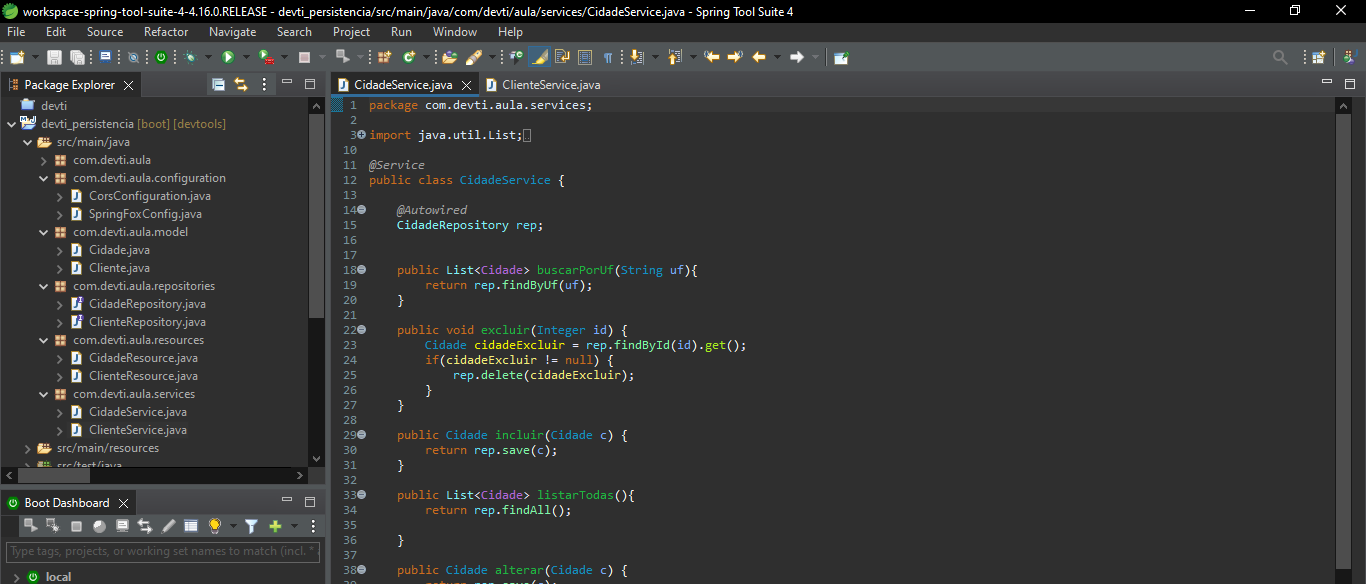 workspace-spring-tool-suite-4-4.16.0.RELEASE - devti_persistencia/src/main/java/com/devti/aula/services/CidadeService.java - Spring Tool Suite 4
File Edit Source Refactor Navigate Search Project Run Window Help
Package Explorer
devti
devti_persistencia [boot] [devtools]
src/main/java
com.devti.aula
com.devti.aula.configuration
CorsConfiguration.java
SpringFoxConfig.java
com.devti.aula.model
Cidade.java
Cliente.java
com.devti.aula.repositories
CidadeRepository.java
ClienteRepository.java
com.devti.aula.resources
CidadeResource.java
ClienteResource.java
com.devti.aula.services
CidadeService.java
ClienteService.java
src/main/resources
src/test/java
Boot Dashboard
Type tags, projects, or working set names to match (incl. *
local
CidadeService.java ClienteService.java
1 package com.devti.aula.services;
2
3 import java.util.List;
10
11 @Service
12 public class CidadeService {
13
14 @Autowired
15 CidadeRepository rep;
16
17
18 public List<Cidade> buscarPorUf(String uf){
19 return rep.findByUf(uf);
20 }
21
22 public void excluir(Integer id) {
23 Cidade cidadeExcluir = rep.findById(id).get();
24 if(cidadeExcluir != null) {
25 rep.delete(cidadeExcluir);
26 }
27 }
28
29 public Cidade incluir(Cidade c) {
30 return rep.save(c);
31 }
32
33 public List<Cidade> listarTodas(){
34 return rep.findAll();
35
36 }
37
38 public Cidade alterar(Cidade c) {
39 return rep.save(c);